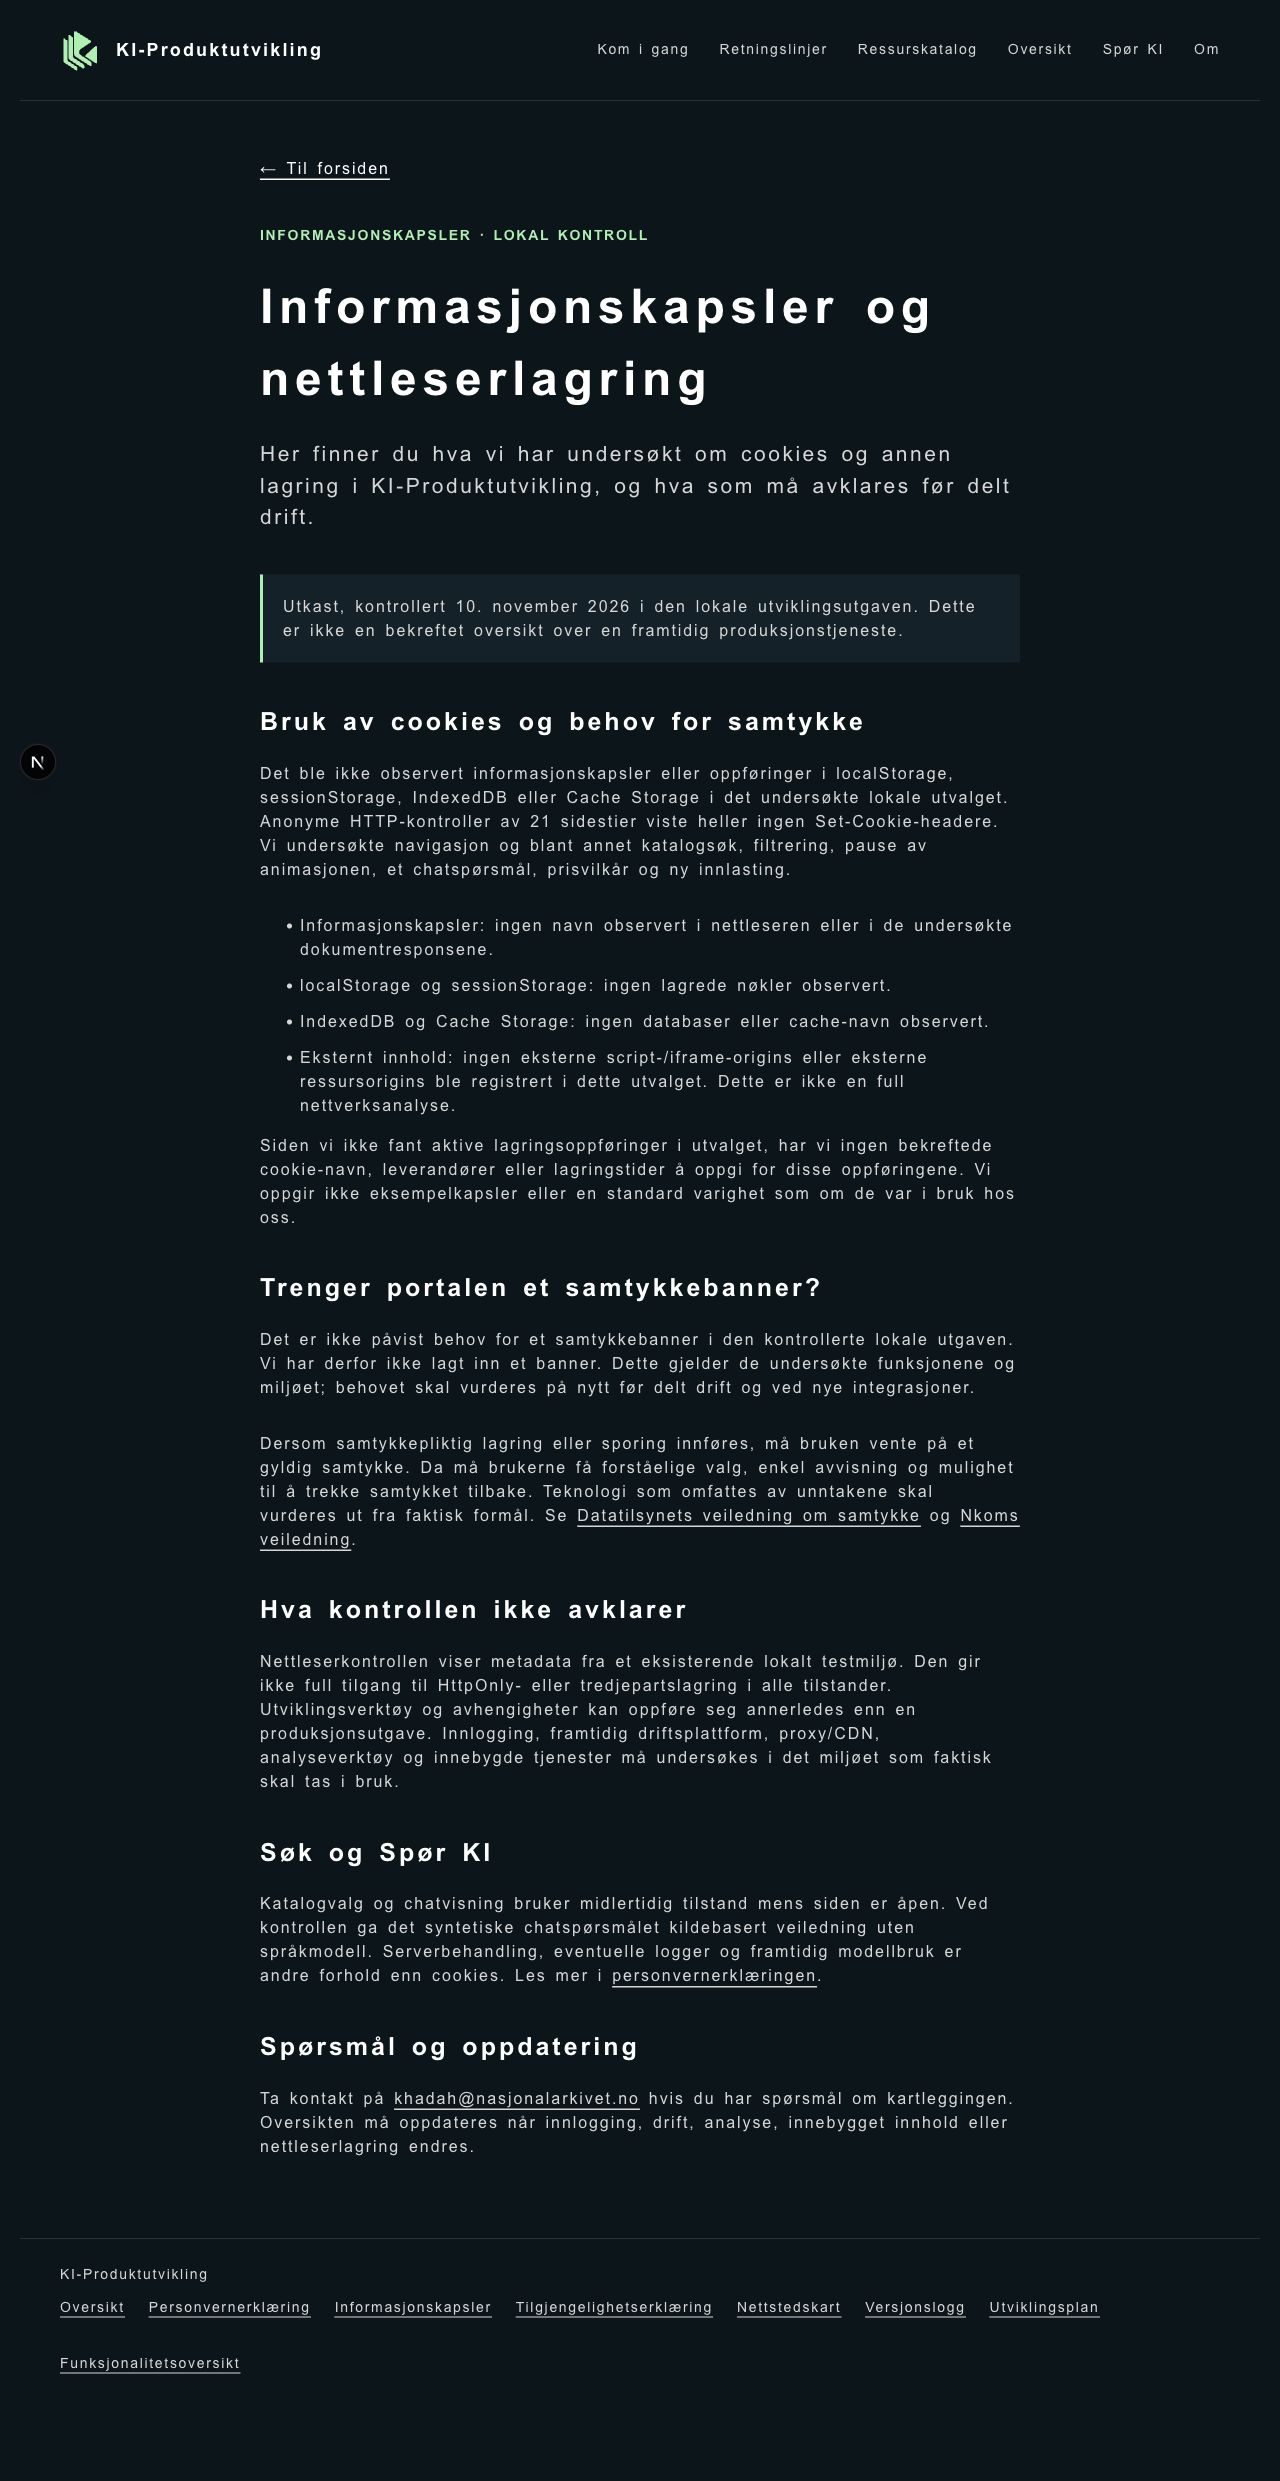 KI-Produktutvikling
Kom i gang
Retningslinjer
Ressurskatalog
Oversikt
Spør KI
Om
← Til forsiden
INFORMASJONSKAPSLER · LOKAL KONTROLL
Informasjonskapsler og
nettleserlagring
Her finner du hva vi har undersøkt om cookies og annen
lagring i KI-Produktutvikling, og hva som må avklares før delt
drift.
Utkast, kontrollert 10. november 2026 i den lokale utviklingsutgaven. Dette
er ikke en bekreftet oversikt over en framtidig produksjonstjeneste.
Bruk av cookies og behov for samtykke
Det ble ikke observert informasjonskapsler eller oppføringer i localStorage,
sessionStorage, IndexedDB eller Cache Storage i det undersøkte lokale utvalget.
Anonyme HTTP-kontroller av 21 sidestier viste heller ingen Set-Cookie-headere.
Vi undersøkte navigasjon og blant annet katalogsøk, filtrering, pause av
animasjonen, et chatspørsmål, prisvilkår og ny innlasting.
• Informasjonskapsler: ingen navn observert i nettleseren eller i de undersøkte
dokumentresponsene.
• localStorage og sessionStorage: ingen lagrede nøkler observert.
• IndexedDB og Cache Storage: ingen databaser eller cache-navn observert.
• Eksternt innhold: ingen eksterne script-/iframe-origins eller eksterne
ressursorigins ble registrert i dette utvalget. Dette er ikke en full
nettverksanalyse.
Siden vi ikke fant aktive lagringsoppføringer i utvalget, har vi ingen bekreftede
cookie-navn, leverandører eller lagringstider å oppgi for disse oppføringene. Vi
oppgir ikke eksempelkapsler eller en standard varighet som om de var i bruk hos
oss.
Trenger portalen et samtykkebanner?
Det er ikke påvist behov for et samtykkebanner i den kontrollerte lokale utgaven.
Vi har derfor ikke lagt inn et banner. Dette gjelder de undersøkte funksjonene og
miljøet; behovet skal vurderes på nytt før delt drift og ved nye integrasjoner.
Dersom samtykkepliktig lagring eller sporing innføres, må bruken vente på et
gyldig samtykke. Da må brukerne få forståelige valg, enkel avvisning og mulighet
til å trekke samtykket tilbake. Teknologi som omfattes av unntakene skal
vurderes ut fra faktisk formål. Se Datatilsynets veiledning om samtykke og Nkoms
veiledning.
Hva kontrollen ikke avklarer
Nettleserkontrollen viser metadata fra et eksisterende lokalt testmiljø. Den gir
ikke full tilgang til HttpOnly- eller tredjepartslagring i alle tilstander.
Utviklingsverktøy og avhengigheter kan oppføre seg annerledes enn en
produksjonsutgave. Innlogging, framtidig driftsplattform, proxy/CDN,
analyseverktøy og innebygde tjenester må undersøkes i det miljøet som faktisk
skal tas i bruk.
Søk og Spør KI
Katalogvalg og chatvisning bruker midlertidig tilstand mens siden er åpen. Ved
kontrollen ga det syntetiske chatspørsmålet kildebasert veiledning uten
språkmodell. Serverbehandling, eventuelle logger og framtidig modellbruk er
andre forhold enn cookies. Les mer i personvernerklæringen.
Spørsmål og oppdatering
Ta kontakt på khadah@nasjonalarkivet.no hvis du har spørsmål om kartleggingen.
Oversikten må oppdateres når innlogging, drift, analyse, innebygget innhold eller
nettleserlagring endres.
KI-Produktutvikling
Oversikt
Personvernerklæring
Informasjonskapsler
Tilgjengelighetserklæring
Nettstedskart
Versjonslogg
Utviklingsplan
Funksjonalitetsoversikt